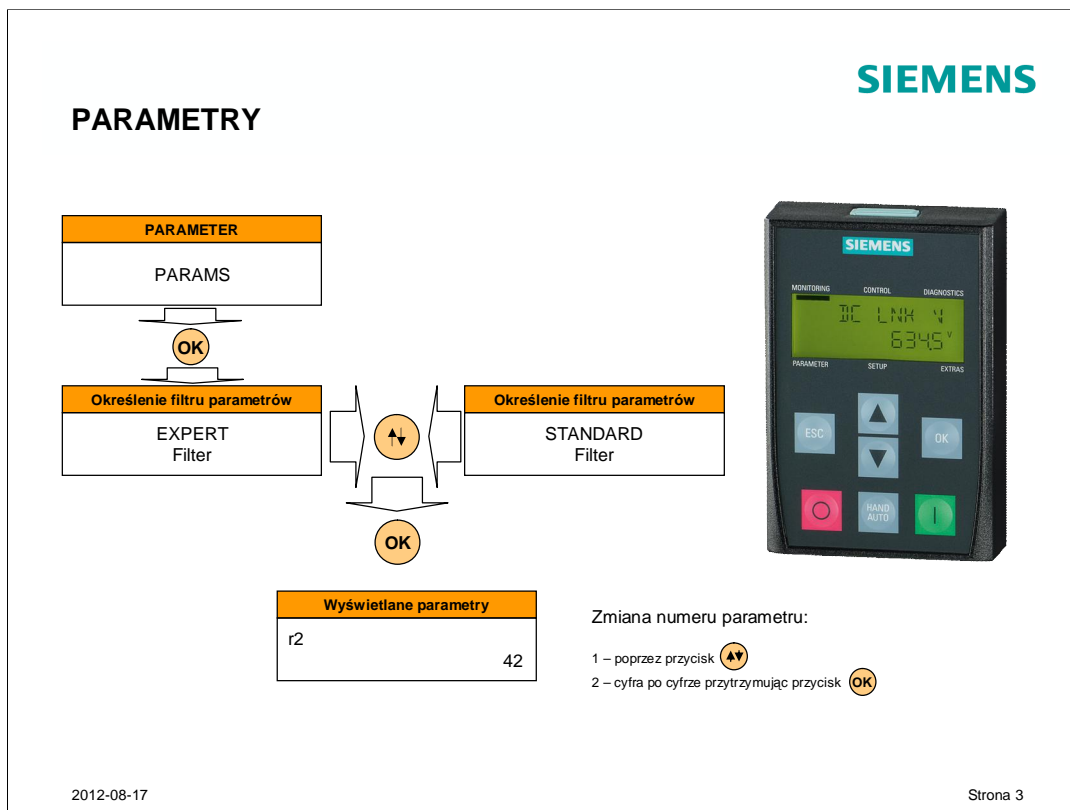 SIEMENS
PARAMETRY
PARAMETER
PARAMS
OK
Określenie filtru parametrów
EXPERT
Filter
Określenie filtru parametrów
STANDARD
Filter
OK
Wyświetlane parametry
r2
42
SIEMENS
MONITORING CONTROL DIAGNOSTICS
DC LNK V
634,5 V
PARAMETER SETUP EXTRAS
ESC
OK
HAND
AUTO
Zmiana numeru parametru:
1 – poprzez przycisk
2 – cyfra po cyfrze przytrzymując przycisk OK
2012-08-17
Strona 3